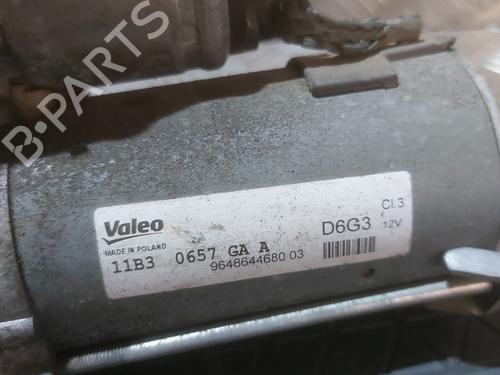 B-PARTS
Valeo
MADE IN POLAND
11B3 0657 GA A
9648644680 03
D6G3
Cl.3
12V